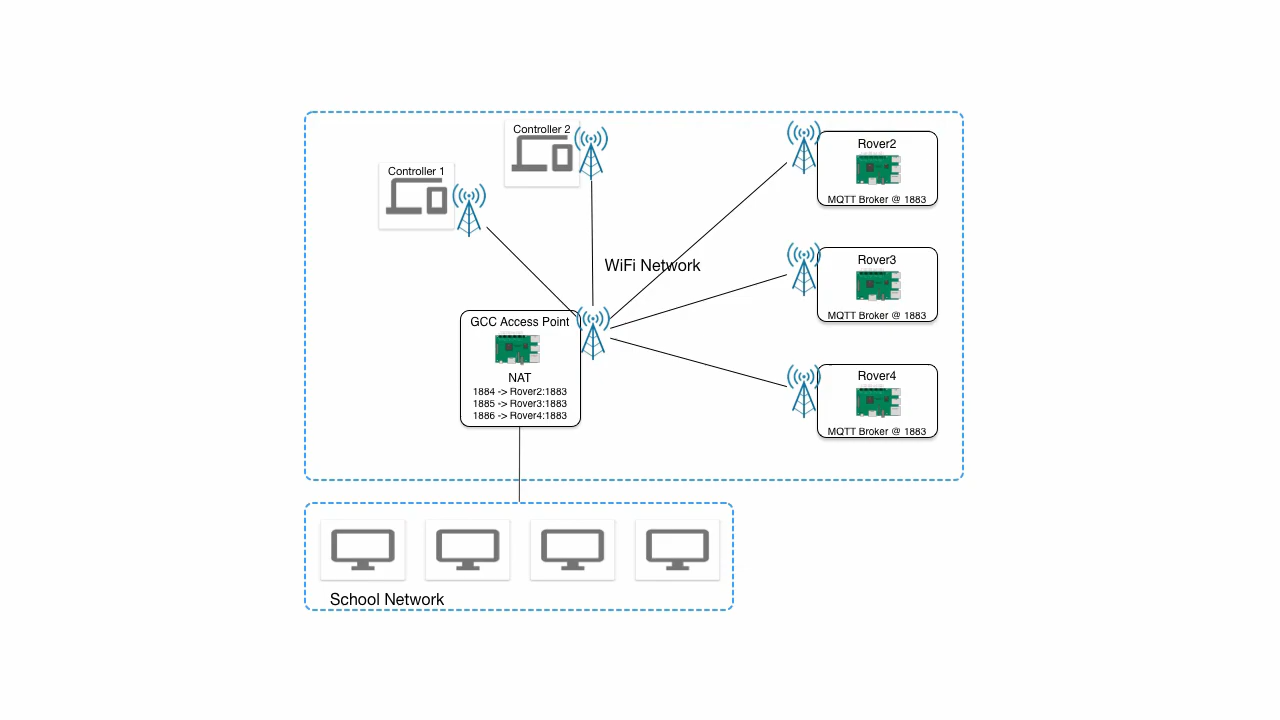 Controller 2
Controller 1
Rover2
MQTT Broker @ 1883
WiFi Network
Rover3
MQTT Broker @ 1883
GCC Access Point
NAT
1884 -> Rover2:1883
1885 -> Rover3:1883
1886 -> Rover4:1883
Rover4
MQTT Broker @ 1883
School Network